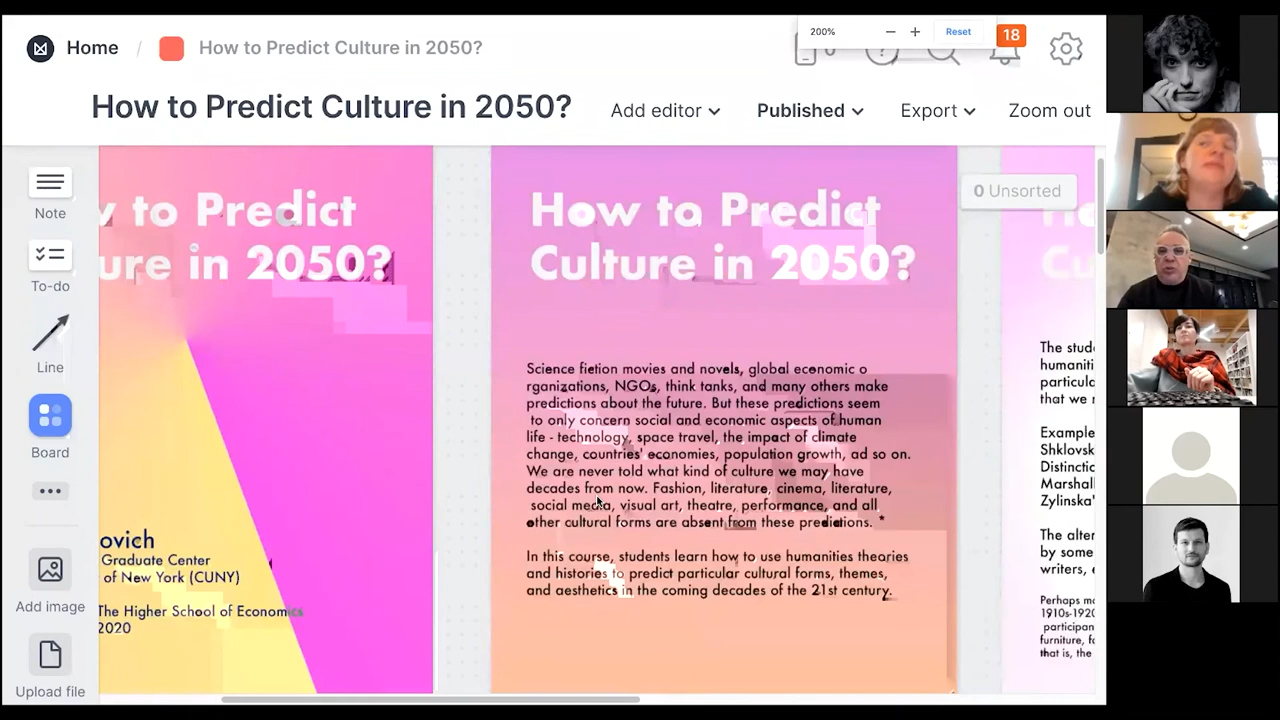 Home / How to Predict Culture in 2050?
200% − + Reset
18
How to Predict Culture in 2050?
Add editor
Published
Export
Zoom out
Note
To-do
Line
Board
Add image
Upload file
to Predict
in 2050?
ovich
Graduate Center
of New York (CUNY)
The Higher School of Economics
2020
How to Predict
Culture in 2050?
Science fiction movies and novels, global economic o
rganizations, NGOs, think tanks, and many others make
predictions about the future. But these predictions seem
to only concern social and economic aspects of human
life - technology, space travel, the impact of climate
change, countries' economies, population growth, ad so on.
We are never told what kind of culture we may have
decades from now. Fashion, literature, cinema, literature,
social media, visual art, theatre, performance, and all
other cultural forms are absent from these predictions. *
In this course, students learn how to use humanities theories
and histories to predict particular cultural forms, themes,
and aesthetics in the coming decades of the 21st century.
0 Unsorted
The stud
humaniti
particula
that we
Example
Shklovsk
Distinctic
Marshal
Zylinska'
The alter
by some
writers,
Perhaps
1910s-1920
participan
furniture,
that is, the